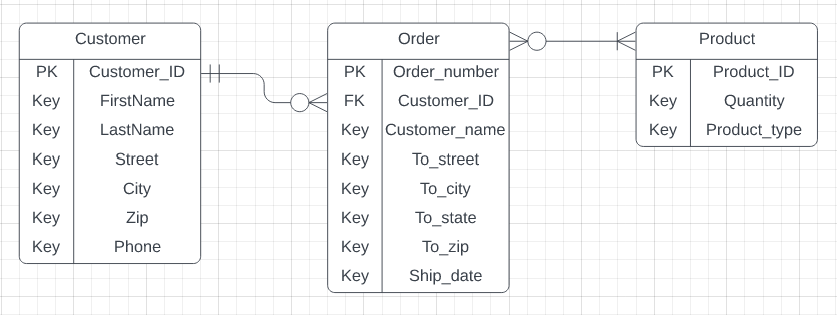 Customer
PK Customer_ID
Key FirstName
Key LastName
Key Street
Key City
Key Zip
Key Phone
Order
PK Order_number
FK Customer_ID
Key Customer_name
Key To_street
Key To_city
Key To_state
Key To_zip
Key Ship_date
Product
PK Product_ID
Key Quantity
Key Product_type